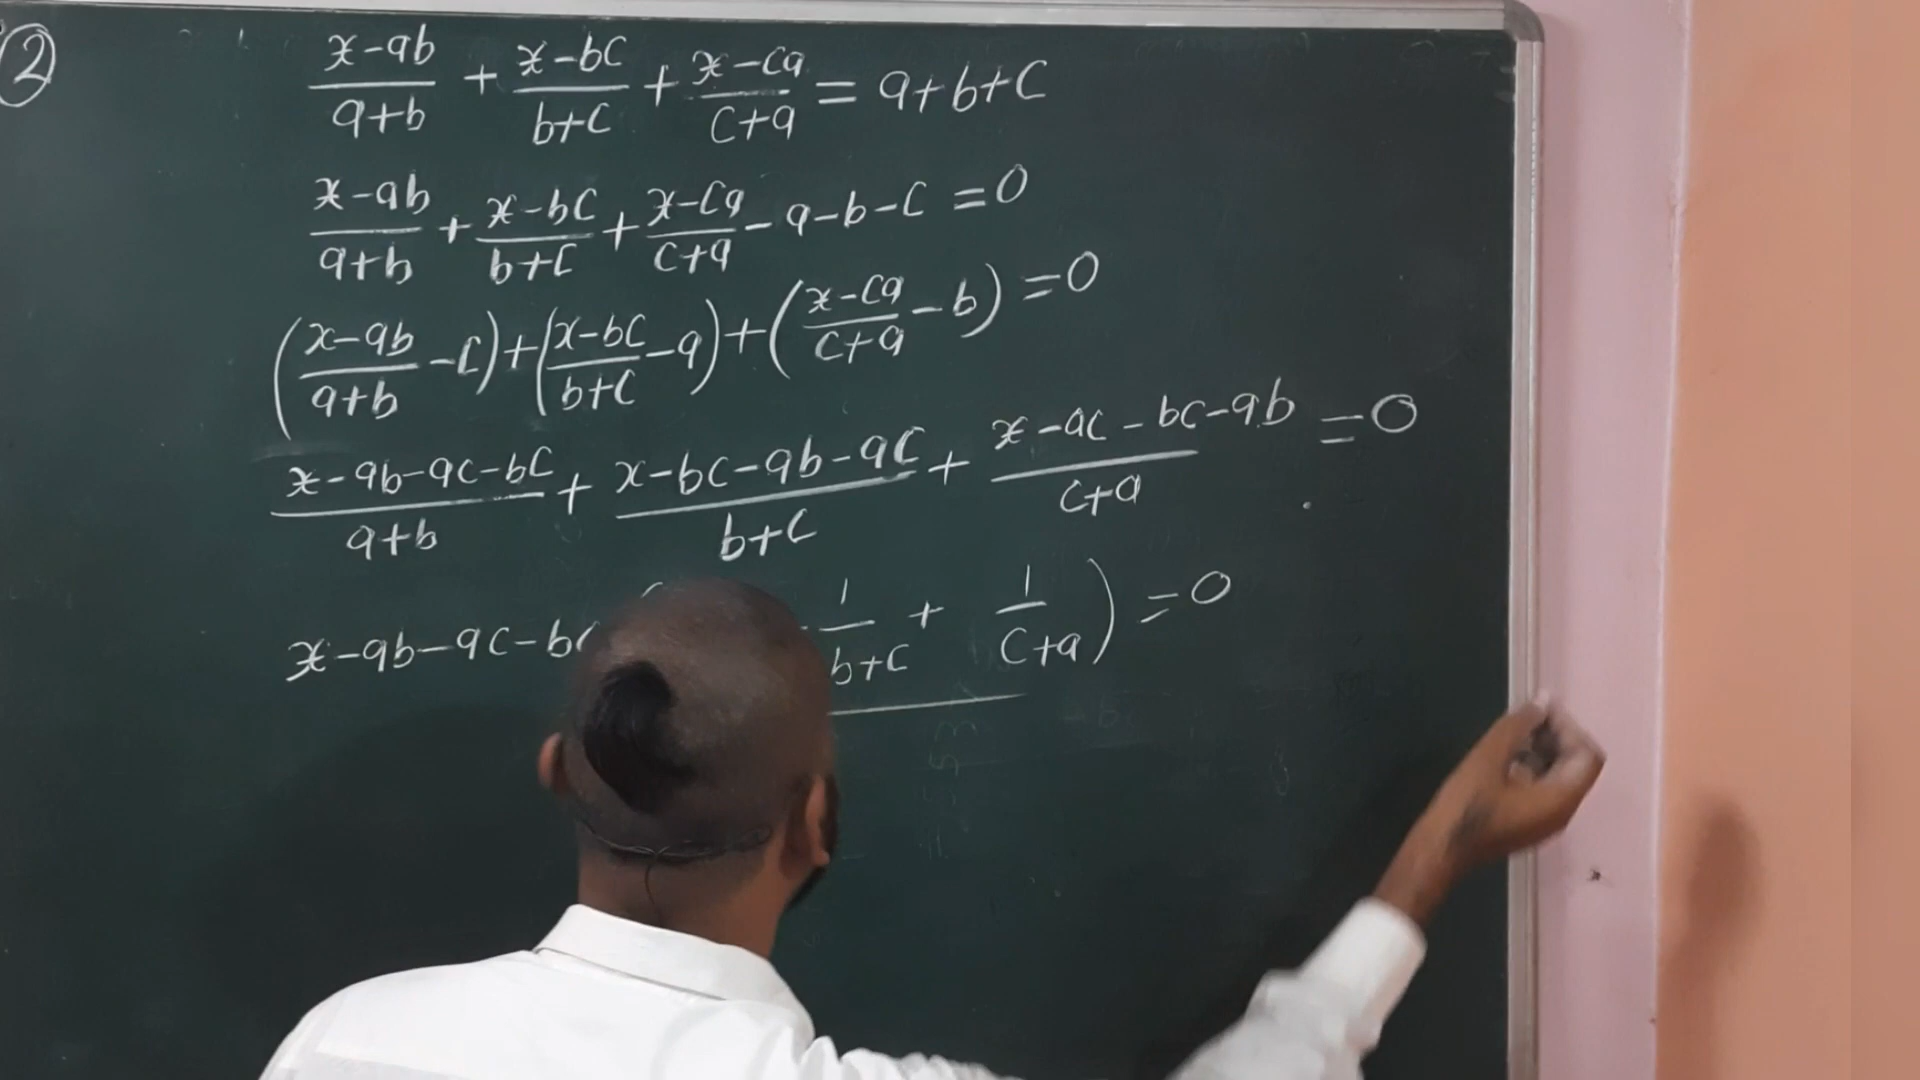 ②
(x-ab)/(a+b) + (x-bc)/(b+c) + (x-ca)/(c+a) = a+b+c
(x-ab)/(a+b) + (x-bc)/(b+c) + (x-ca)/(c+a) - a-b-c = 0
((x-ab)/(a+b) - c) + ((x-bc)/(b+c) - a) + ((x-ca)/(c+a) - b) = 0
(x-ab-ac-bc)/(a+b) + (x-bc-ab-ac)/(b+c) + (x-ac-bc-ab)/(c+a) = 0
x-ab-ac-bc ( 1/(b+c) + 1/(c+a) ) = 0